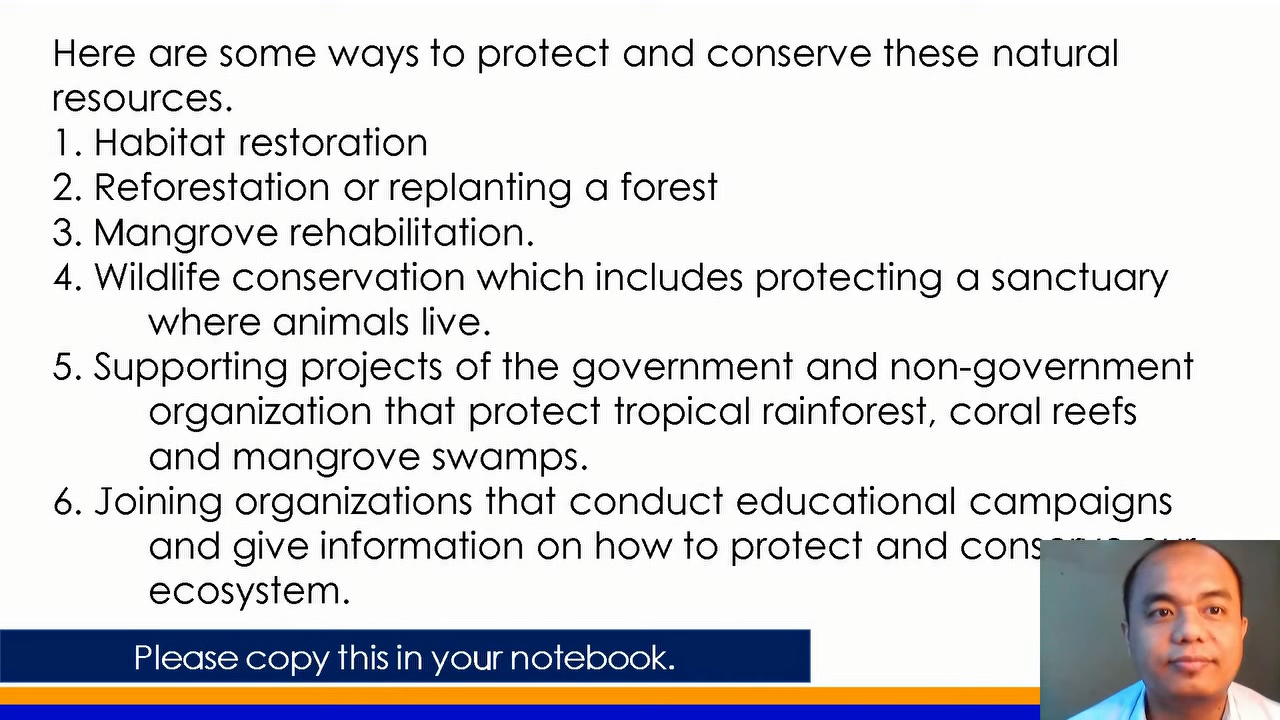 Here are some ways to protect and conserve these natural
resources.
1. Habitat restoration
2. Reforestation or replanting a forest
3. Mangrove rehabilitation.
4. Wildlife conservation which includes protecting a sanctuary
where animals live.
5. Supporting projects of the government and non-government
organization that protect tropical rainforest, coral reefs
and mangrove swamps.
6. Joining organizations that conduct educational campaigns
and give information on how to protect and conserve our
ecosystem.
Please copy this in your notebook.